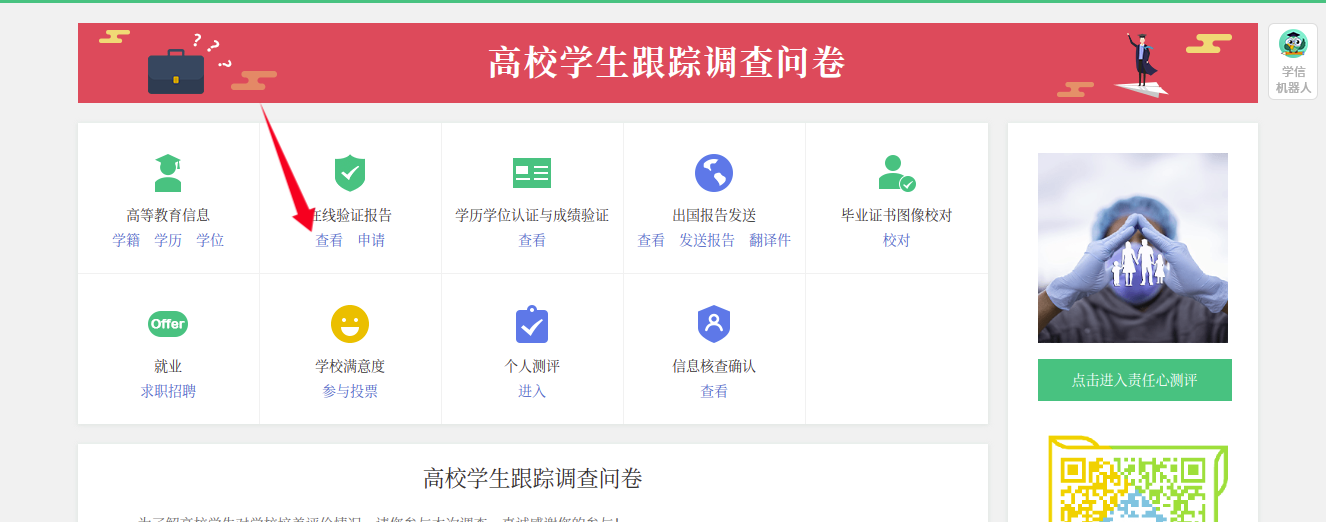 ? ? ?
高校学生跟踪调查问卷
学信
机器人
高等教育信息
学籍 学历 学位
在线验证报告
查看 申请
学历学位认证与成绩验证
查看
出国报告发送
查看 发送报告 翻译件
毕业证书图像校对
校对
Offer
就业
求职招聘
学校满意度
参与投票
个人测评
进入
信息核查确认
查看
点击进入责任心测评
高校学生跟踪调查问卷